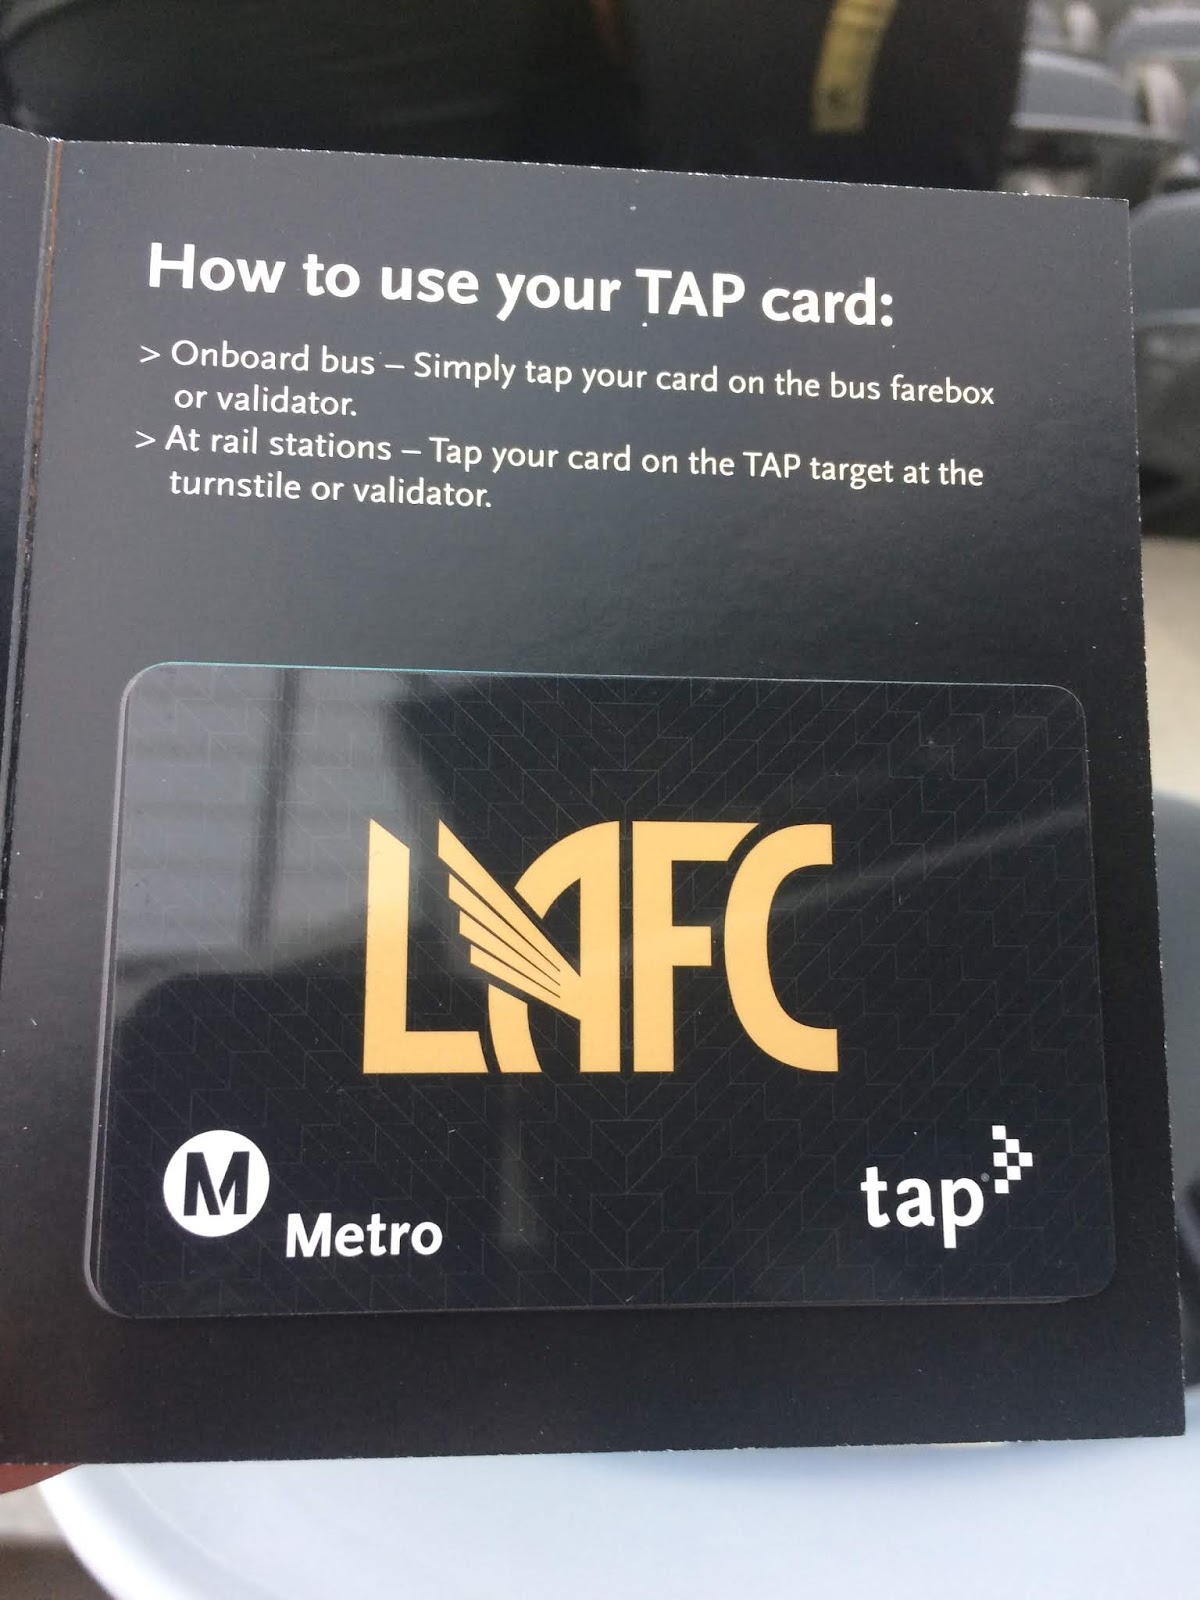 How to use your TAP card:
> Onboard bus – Simply tap your card on the bus farebox
or validator.
> At rail stations – Tap your card on the TAP target at the
turnstile or validator.
LAFC
M
Metro
tap®